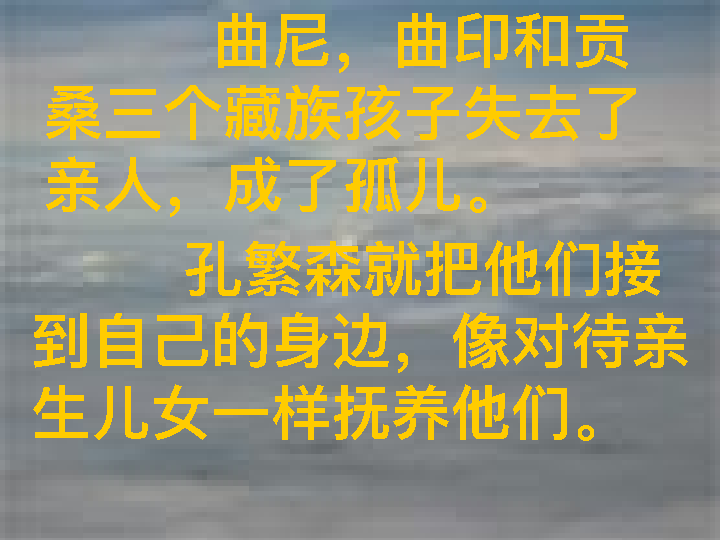 曲尼，曲印和贡
桑三个藏族孩子失去了
亲人，成了孤儿。
孔繁森就把他们接
到自己的身边，像对待亲
生儿女一样抚养他们。